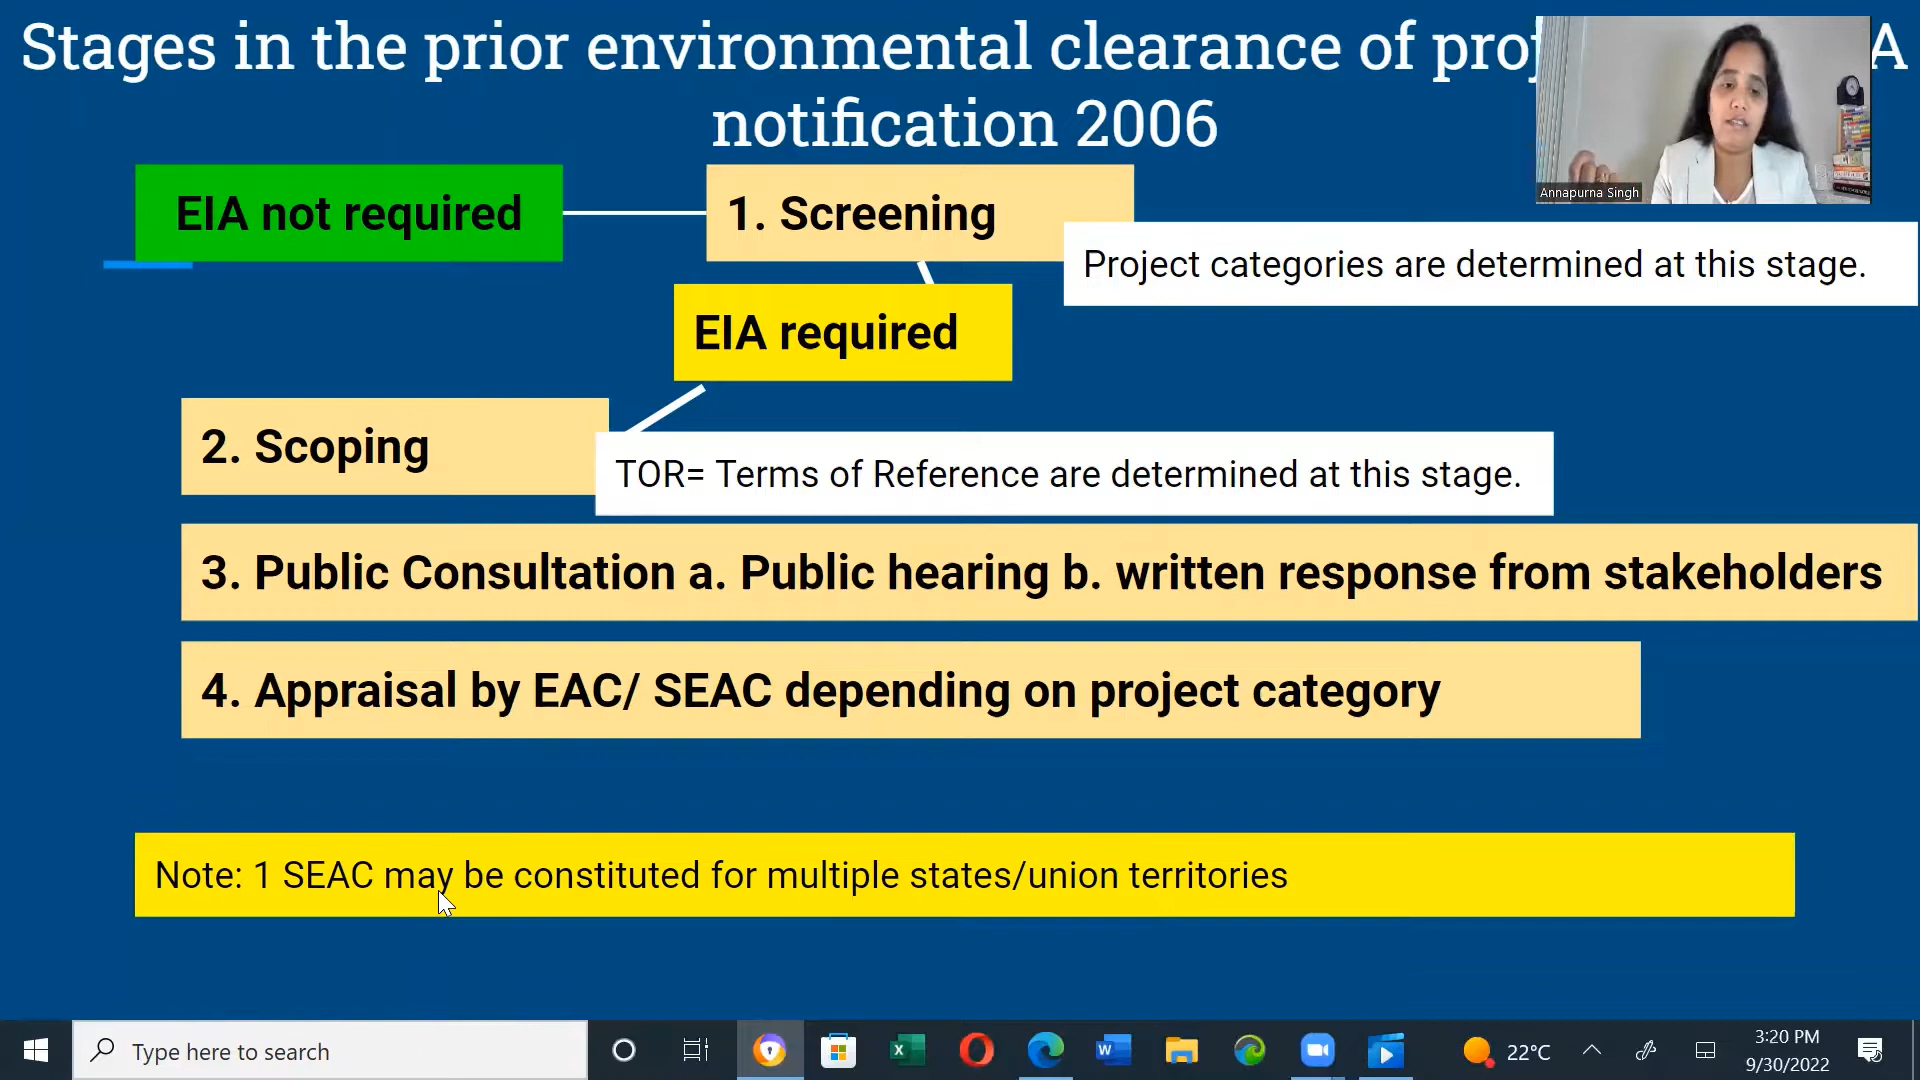 Stages in the prior environmental clearance of proj A
notification 2006
Annapurna Singh
EIA not required
1. Screening
Project categories are determined at this stage.
EIA required
2. Scoping
TOR= Terms of Reference are determined at this stage.
3. Public Consultation a. Public hearing b. written response from stakeholders
4. Appraisal by EAC/ SEAC depending on project category
Note: 1 SEAC may be constituted for multiple states/union territories
Type here to search
22°C
3:20 PM
9/30/2022